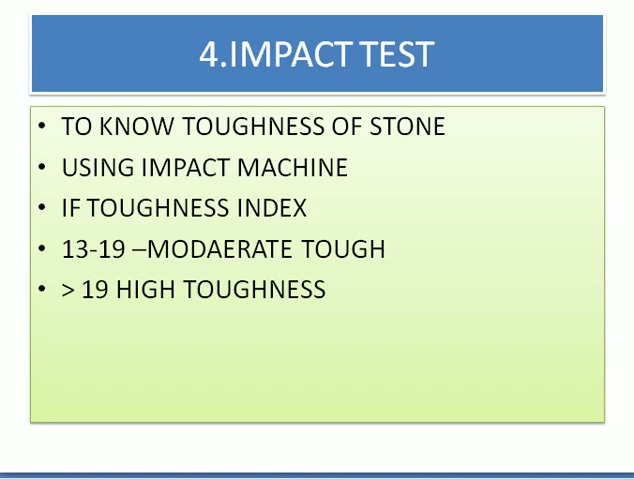 4.IMPACT TEST
• TO KNOW TOUGHNESS OF STONE
• USING IMPACT MACHINE
• IF TOUGHNESS INDEX
• 13-19 –MODAERATE TOUGH
• > 19 HIGH TOUGHNESS